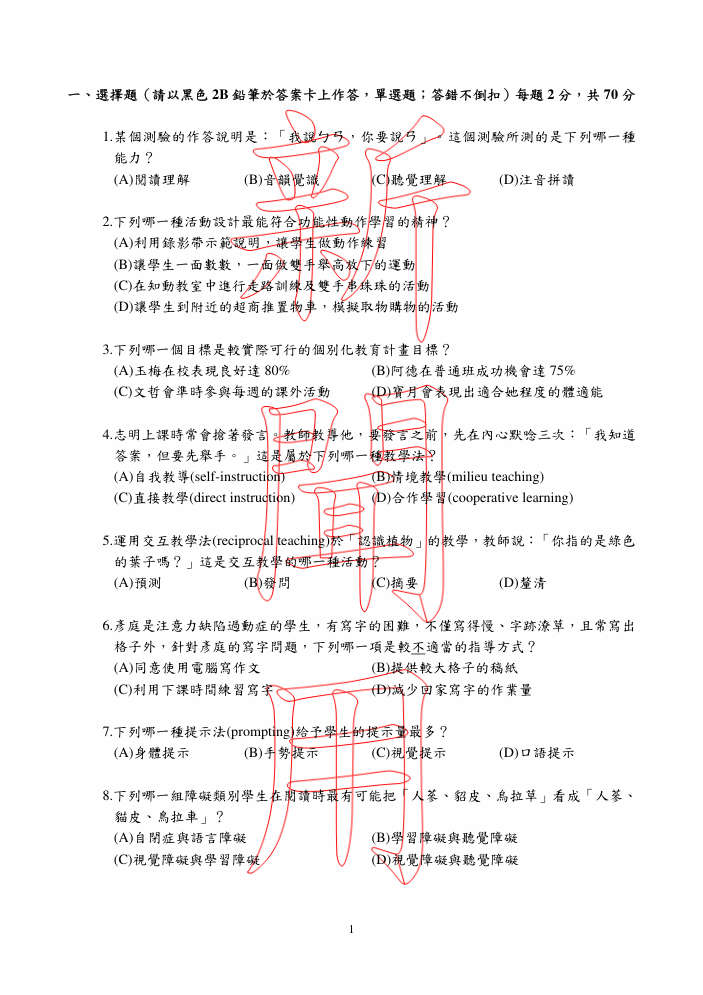 一、選擇題（請以黑色 2B 鉛筆於答案卡上作答，單選題；答錯不倒扣）每題 2 分，共 70 分
1.某個測驗的作答說明是：「我說ㄅㄢ，你要說ㄢ」。這個測驗所測的是下列哪一種
能力？
(A)閱讀理解 (B)音韻覺識 (C)聽覺理解 (D)注音拼讀
2.下列哪一種活動設計最能符合功能性動作學習的精神？
(A)利用錄影帶示範說明，讓學生做動作練習
(B)讓學生一面數數，一面做雙手舉高放下的運動
(C)在知動教室中進行走路訓練及雙手串珠珠的活動
(D)讓學生到附近的超商推置物車，模擬取物購物的活動
3.下列哪一個目標是較實際可行的個別化教育計畫目標？
(A)玉梅在校表現良好達 80% (B)阿德在普通班成功機會達 75%
(C)文哲會準時參與每週的課外活動 (D)寶月會表現出適合她程度的體適能
4.志明上課時常會搶著發言。教師教導他，要發言之前，先在內心默唸三次：「我知道
答案，但要先舉手。」這是屬於下列哪一種教學法？
(A)自我教導(self-instruction) (B)情境教學(milieu teaching)
(C)直接教學(direct instruction) (D)合作學習(cooperative learning)
5.運用交互教學法(reciprocal teaching)於「認識植物」的教學，教師說：「你指的是綠色
的葉子嗎？」這是交互教學的哪一種活動？
(A)預測 (B)發問 (C)摘要 (D)釐清
6.彥庭是注意力缺陷過動症的學生，有寫字的困難，不僅寫得慢、字跡潦草，且常寫出
格子外，針對彥庭的寫字問題，下列哪一項是較不適當的指導方式？
(A)同意使用電腦寫作文 (B)提供較大格子的稿紙
(C)利用下課時間練習寫字 (D)減少回家寫字的作業量
7.下列哪一種提示法(prompting)給予學生的提示量最多？
(A)身體提示 (B)手勢提示 (C)視覺提示 (D)口語提示
8.下列哪一組障礙類別學生在閱讀時最有可能把「人蔘、貂皮、烏拉草」看成「人蔘、
貓皮、鳥拉車」？
(A)自閉症與語言障礙 (B)學習障礙與聽覺障礙
(C)視覺障礙與學習障礙 (D)視覺障礙與聽覺障礙
1